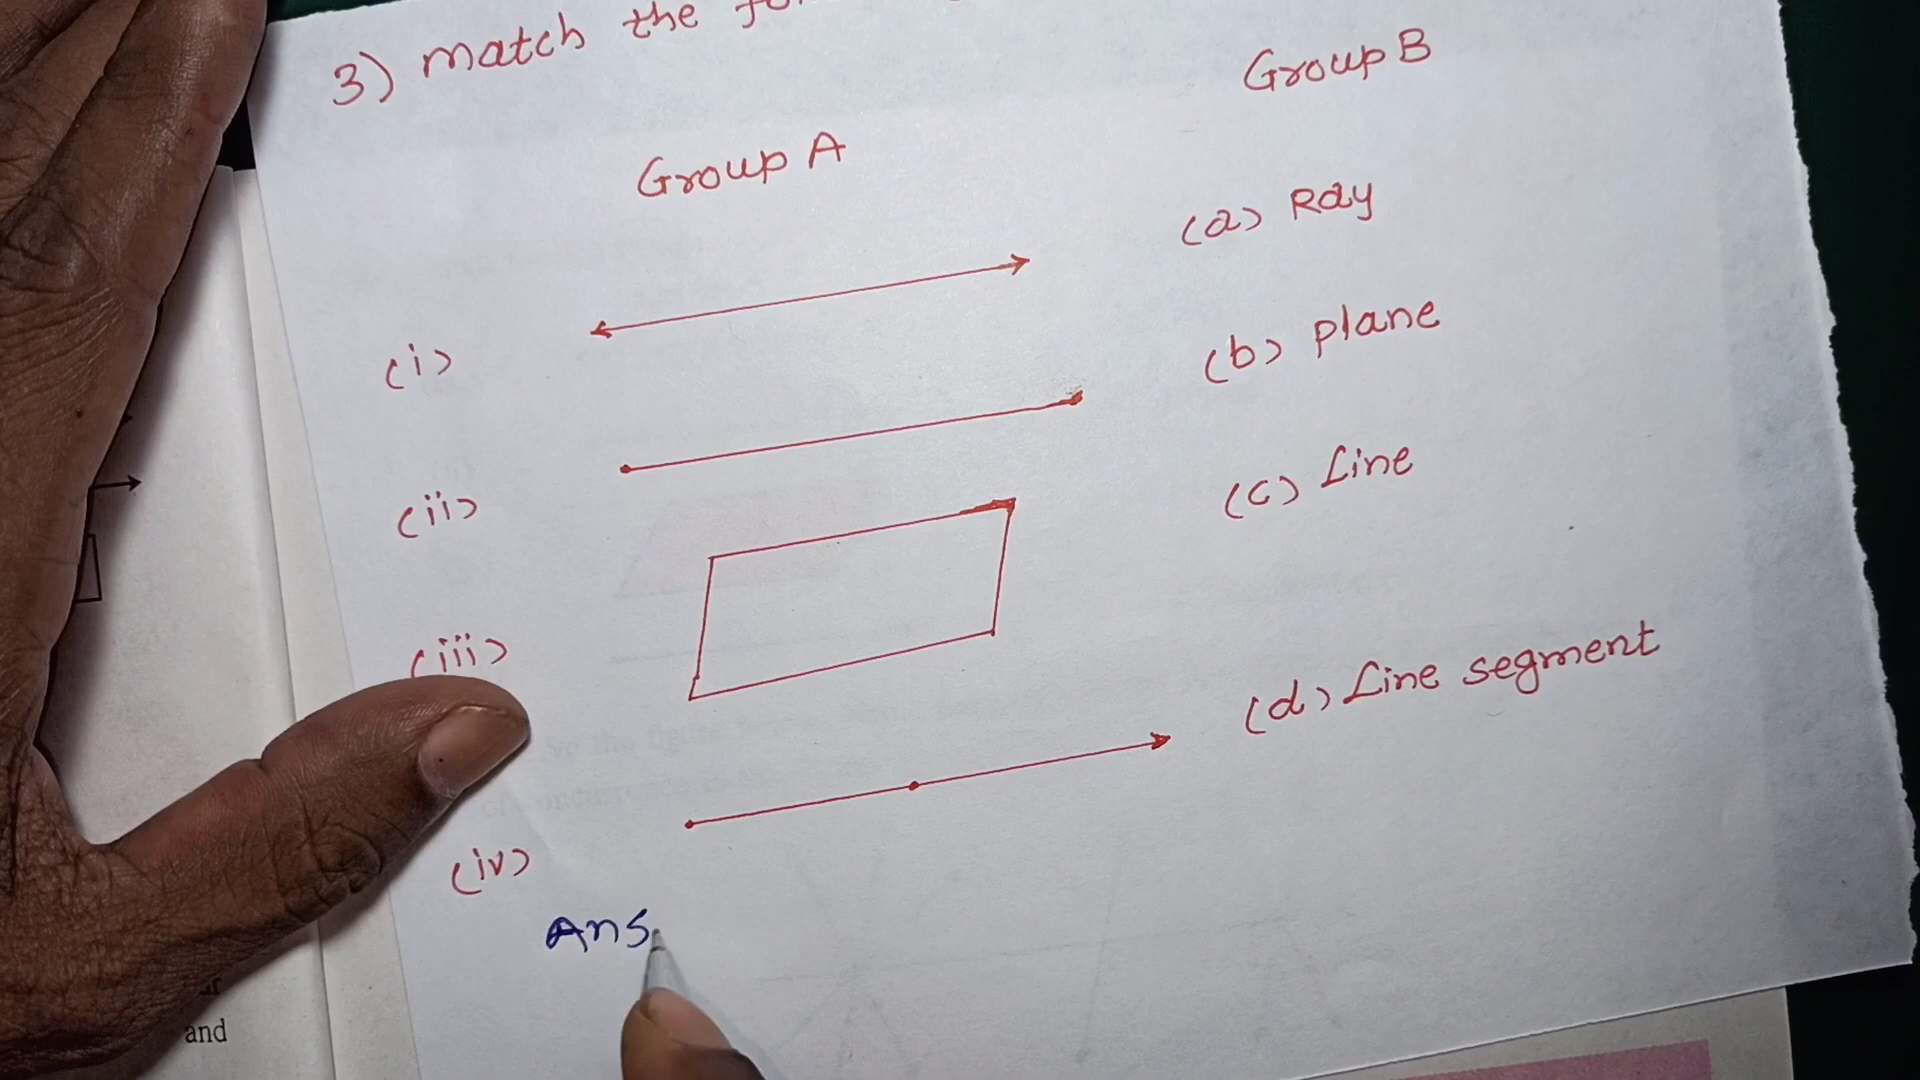 3) match the
Group A
Group B
(i)
(a) Ray
(ii)
(b) plane
(iii)
(c) Line
(iv)
(d) Line segment
Ans
and